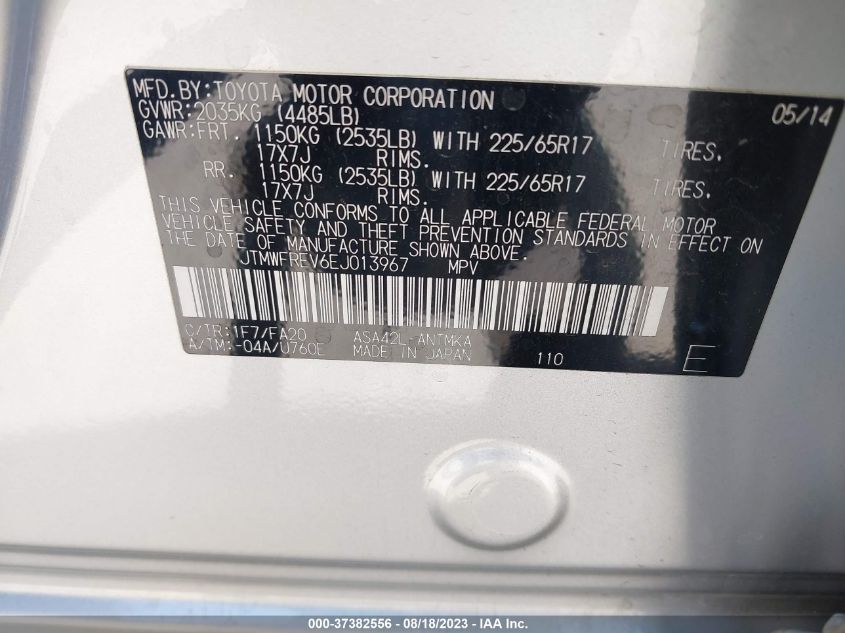 MFD.BY:TOYOTA MOTOR CORPORATION 05/14
GVWR:2035KG (4485LB)
GAWR:FRT. 1150KG (2535LB) WITH 225/65R17 TIRES,
17X7J RIMS.
RR. 1150KG (2535LB) WITH 225/65R17 TIRES,
17X7J RIMS.
THIS VEHICLE CONFORMS TO ALL APPLICABLE FEDERAL MOTOR
VEHICLE SAFETY AND THEFT PREVENTION STANDARDS IN EFFECT ON
THE DATE OF MANUFACTURE SHOWN ABOVE.
JTMWFREV6EJ013967 MPV
C/TR:1F7/FA20 ASA42L-ANTMKA
A/TM:-04A/U760E MADE IN JAPAN 110 E
000-37382556 - 08/18/2023 - IAA Inc.